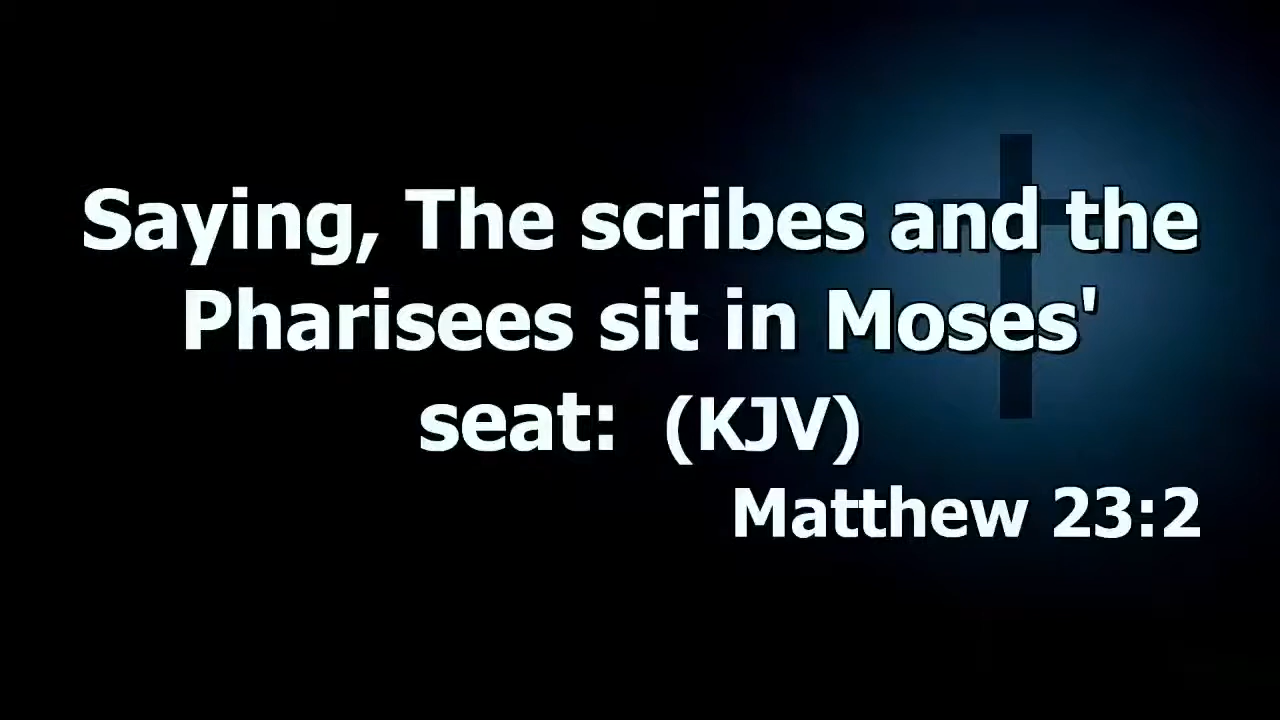 Saying, The scribes and the
Pharisees sit in Moses'
seat: (KJV)
Matthew 23:2